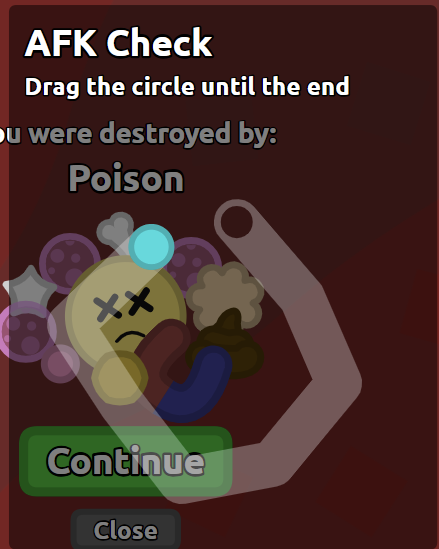 AFK Check
Drag the circle until the end
ou were destroyed by:
Poison
Continue
Close